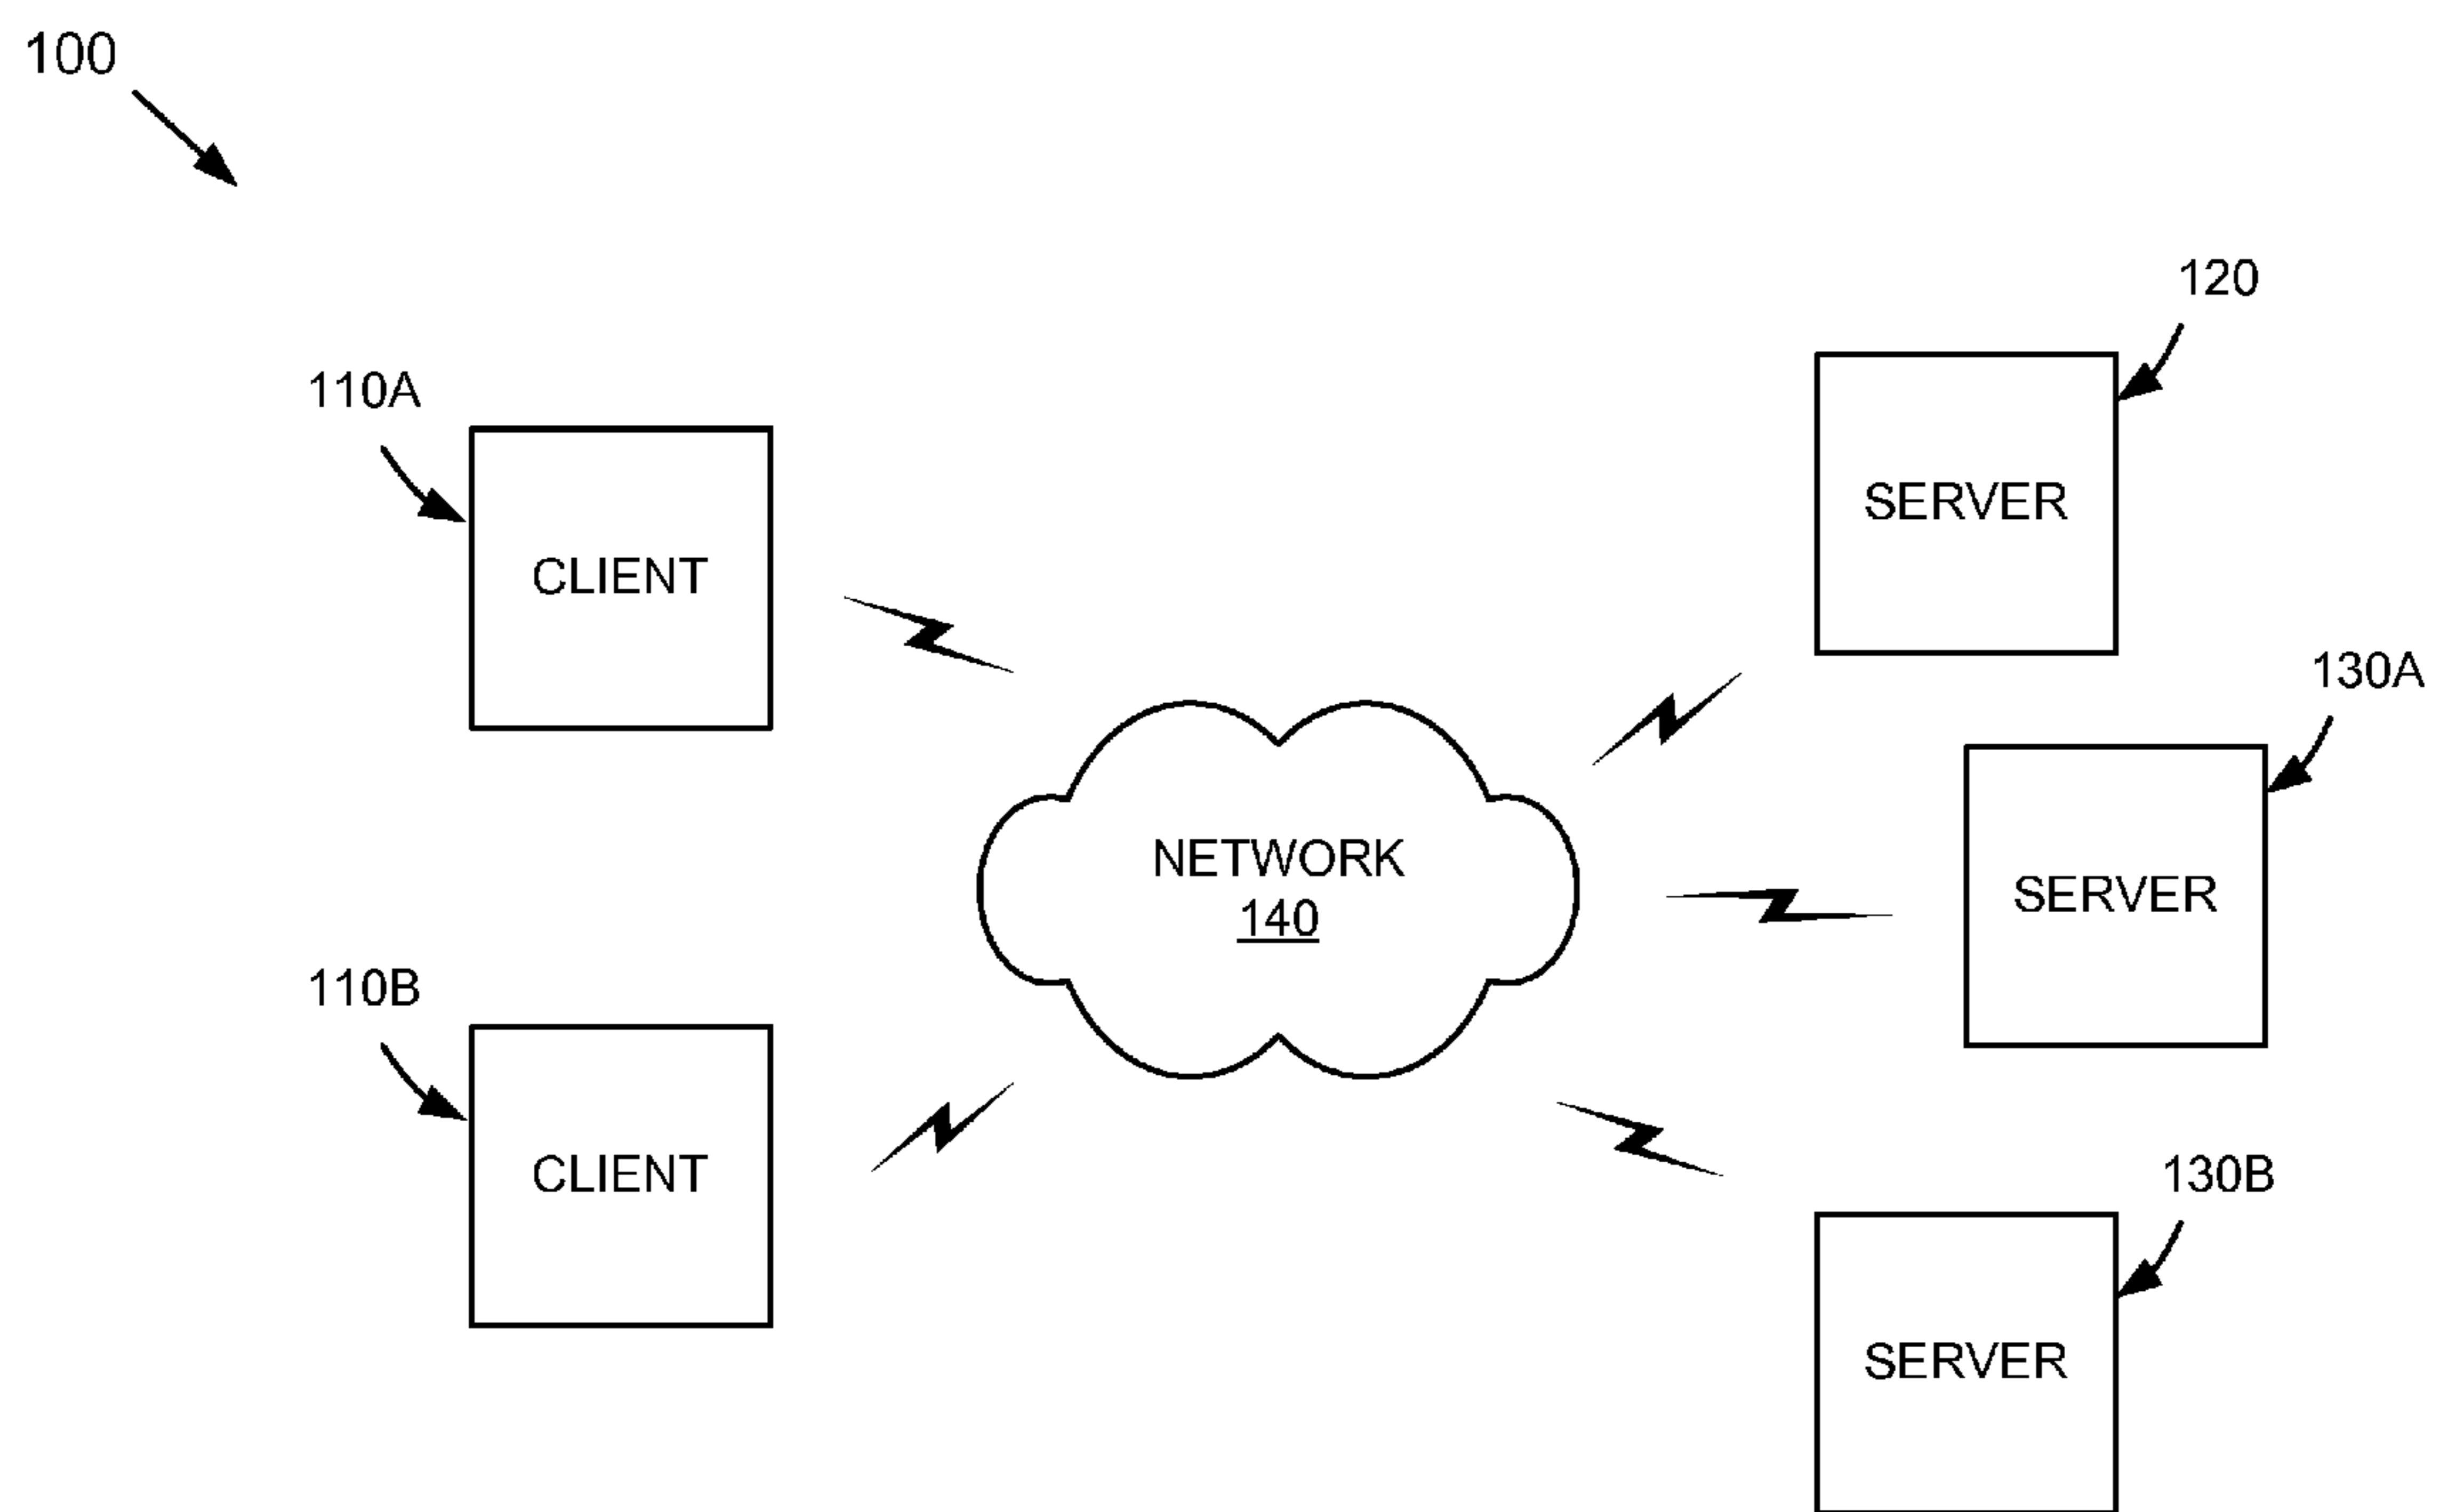 100
120
110A
SERVER
CLIENT
130A
NETWORK
140
SERVER
110B
130B
CLIENT
SERVER